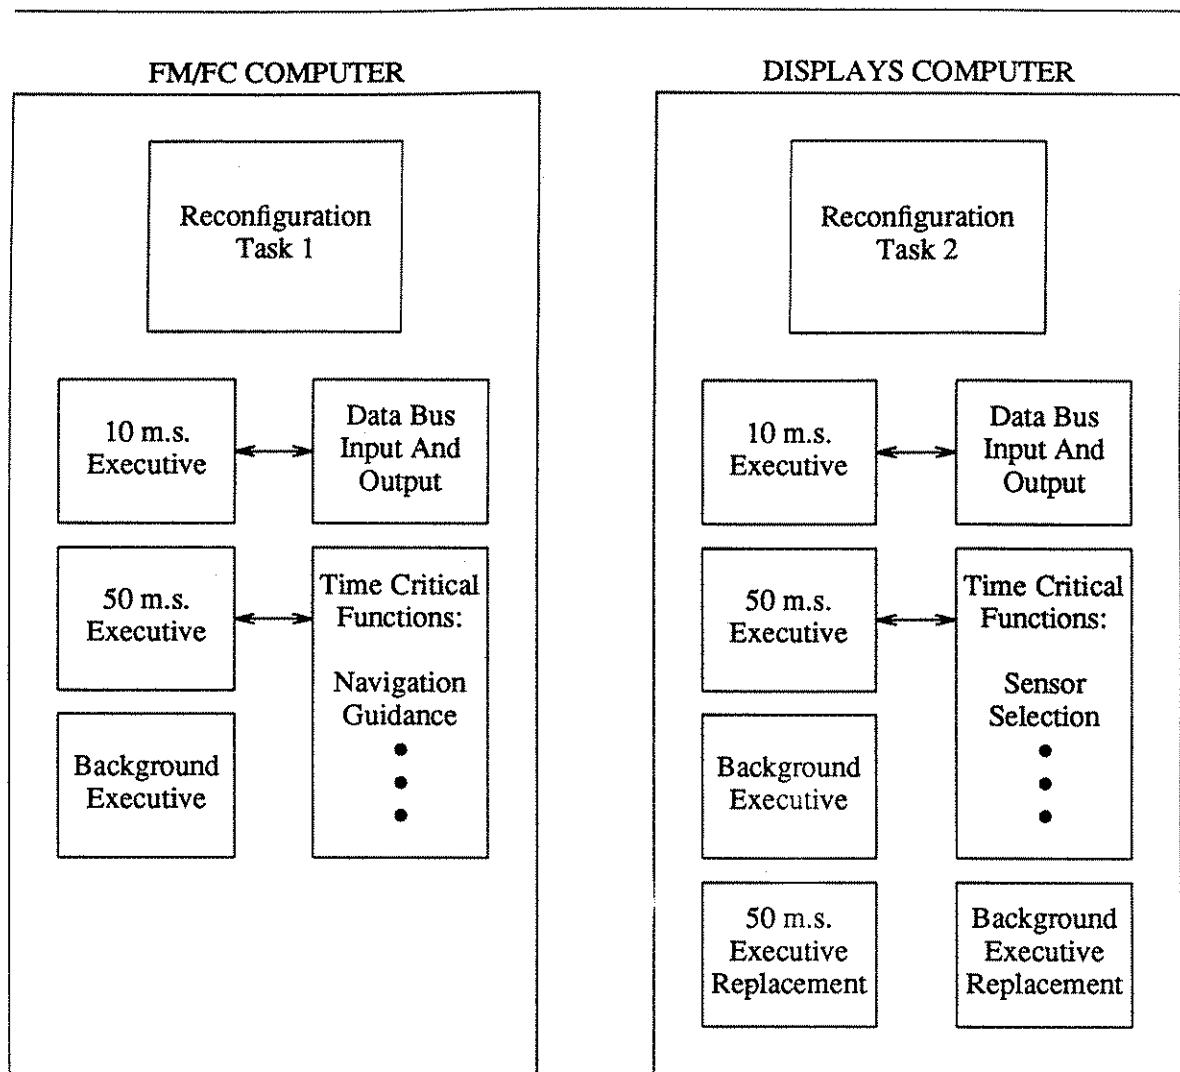 FM/FC COMPUTER
Reconfiguration
Task 1
10 m.s.
Executive
Data Bus
Input And
Output
50 m.s.
Executive
Time Critical
Functions:
Navigation
Guidance
Background
Executive
DISPLAYS COMPUTER
Reconfiguration
Task 2
10 m.s.
Executive
Data Bus
Input And
Output
50 m.s.
Executive
Time Critical
Functions:
Sensor
Selection
Background
Executive
50 m.s.
Executive
Replacement
Background
Executive
Replacement